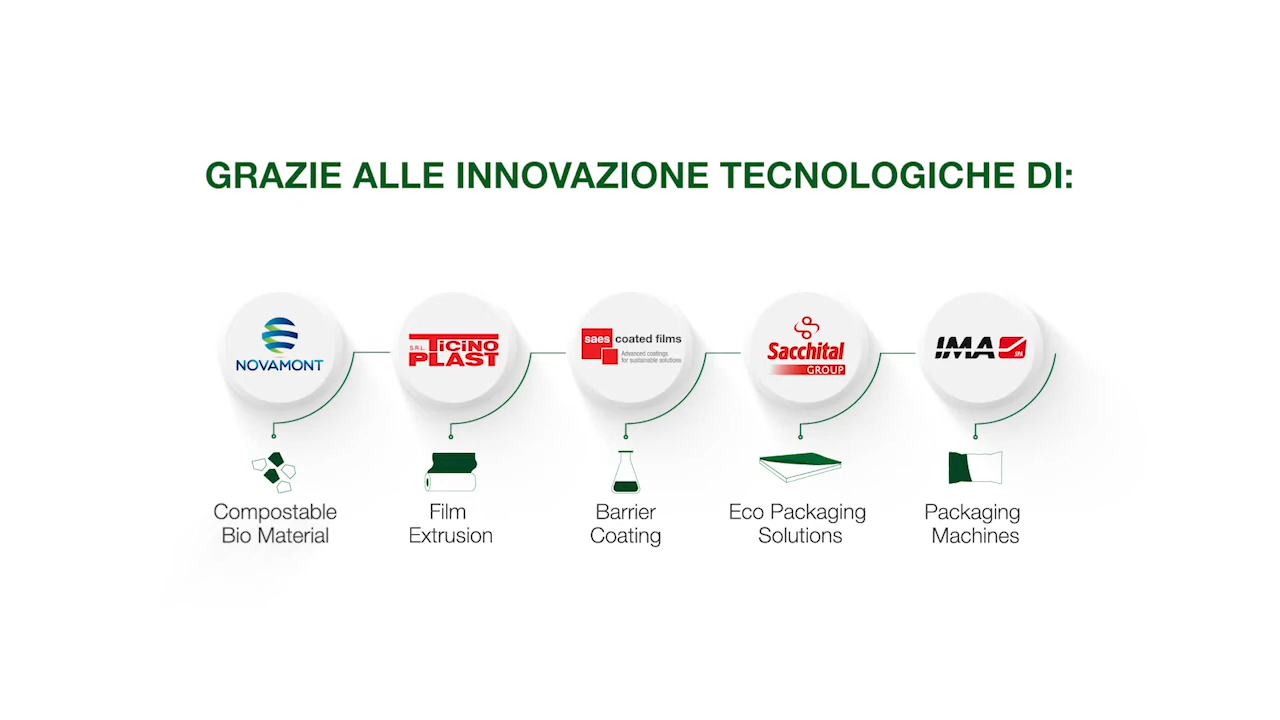 GRAZIE ALLE INNOVAZIONE TECNOLOGICHE DI:
NOVAMONT
S.R.L. TICINO
PLAST
saes coated films
Advanced coatings
for sustainable solutions
Sacchital
GROUP
IMA
SPA
Compostable
Bio Material
Film
Extrusion
Barrier
Coating
Eco Packaging
Solutions
Packaging
Machines